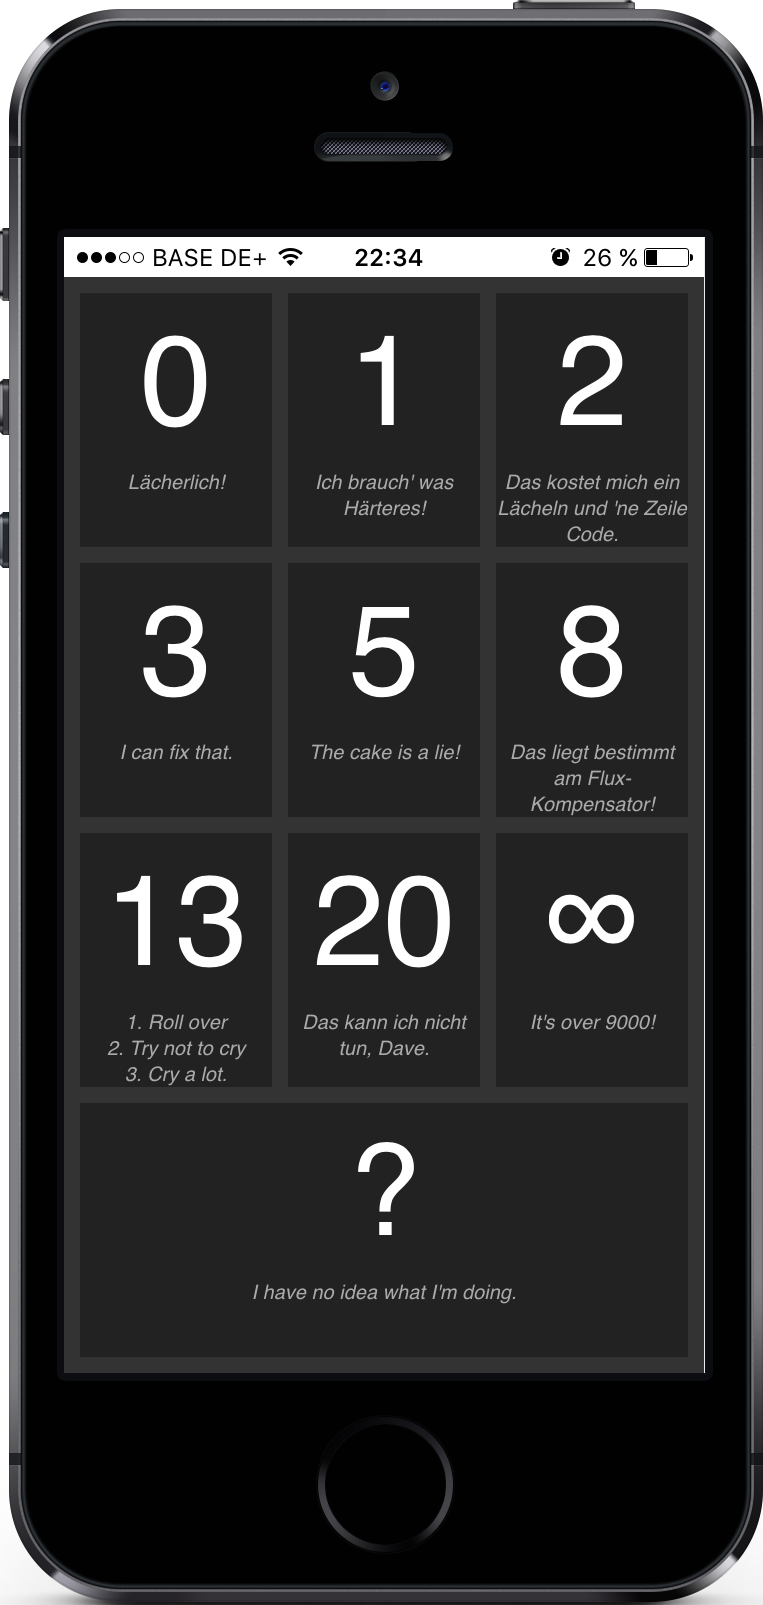 BASE DE+ 22:34 26 %
0 1 2
Lächerlich!
Ich brauch' was
Härteres!
Das kostet mich ein
Lächeln und 'ne Zeile
Code.
3 5 8
I can fix that.
The cake is a lie!
Das liegt bestimmt
am Flux-
Kompensator!
13 20 ∞
1. Roll over
2. Try not to cry
3. Cry a lot.
Das kann ich nicht
tun, Dave.
It's over 9000!
?
I have no idea what I'm doing.